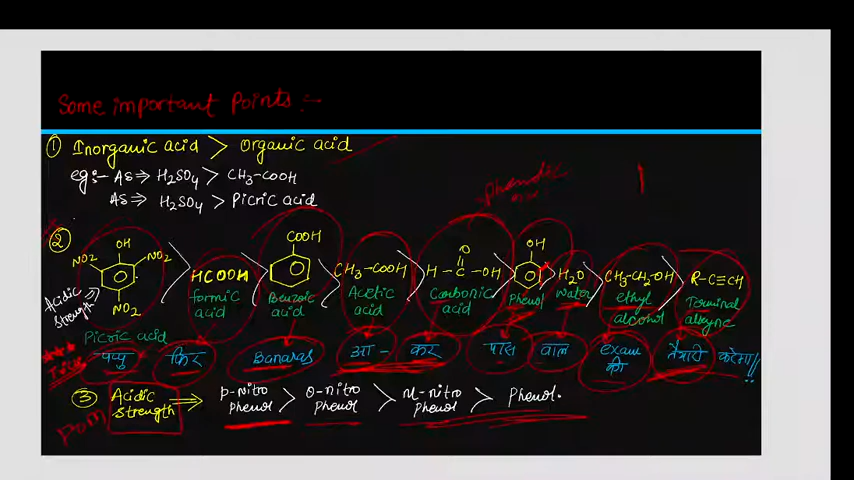 Some important Points :-
① Inorganic acid > Organic acid
eg:- AS ⇒ H₂SO₄ > CH₃-COOH
AS ⇒ H₂SO₄ > Picric acid
phenolic
②
OH NO₂ NO₂ NO₂ > HCOOH > COOH > CH₃-COOH > H-C-OH O > OH > H₂O > CH₃-CH₂-OH > R-C≡CH
Acidic Strength ⇒
Picric acid formic acid Benzoic acid Acetic acid Carbonic acid Phenol water ethyl alcohol Terminal alkyne
Trick पप्पु फिर Banaras आ - कर पास वाले exam की तैयारी करेगा!!
③ Acidic Strength ⇒ p-nitro phenol > o-nitro phenol > M-nitro phenol > Phenol.
pom